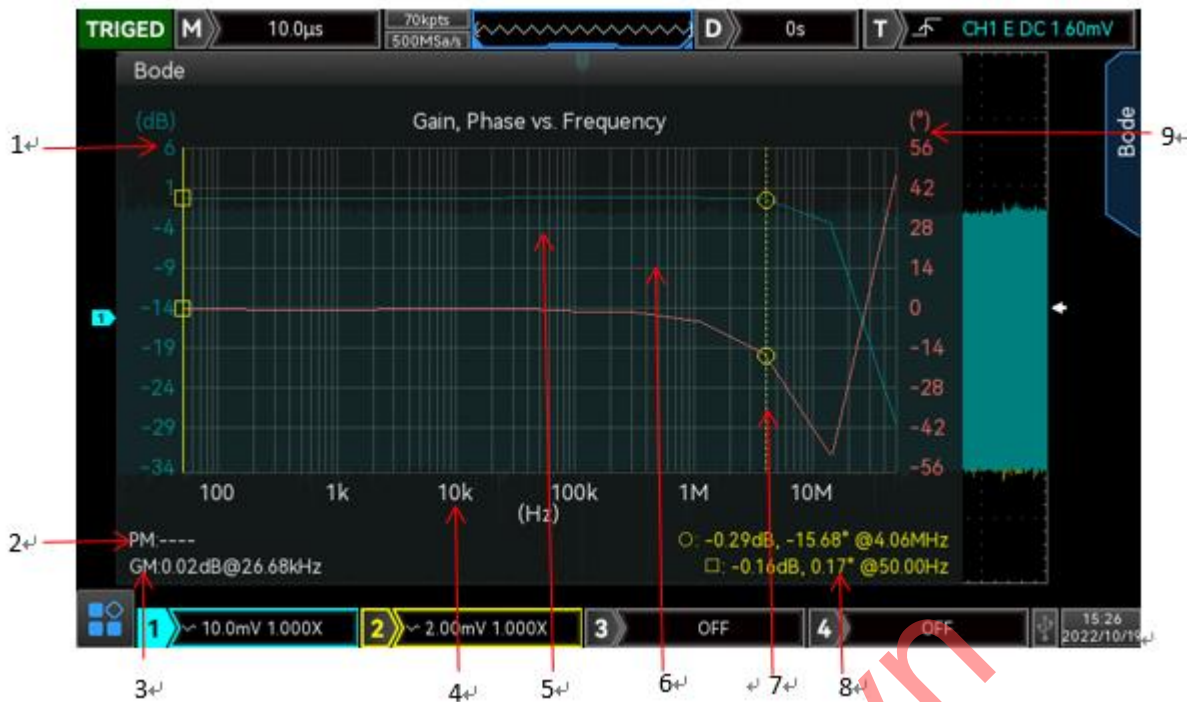 TRIGED M 10.0µs 70kpts 500MSa/s D 0s T CH1 E DC 1.60mV
Bode
Bode
(dB) Gain, Phase vs. Frequency (°)
1 6 56 9
1 42
-4 28
-9 14
-14 0
1
-19 -14
-24 -28
-29 -42
-34 -56
100 1k 10k 100k 1M 10M
(Hz)
2 PM:---- O: -0.29dB, -15.68° @4.06MHz
GM:0.02dB@26.68kHz □: -0.16dB, 0.17° @50.00Hz
1 10.0mV 1.000X 2 2.00mV 1.000X 3 OFF 4 OFF 15:26
2022/10/19
3 4 5 6 7 8